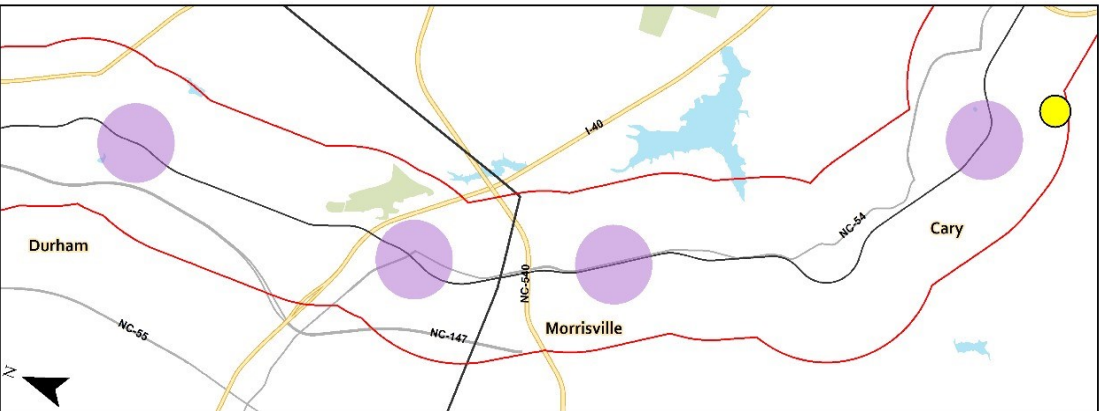 I-40
NC-54
Cary
Durham
NC-540
Morrisville
NC-55
NC-147
N